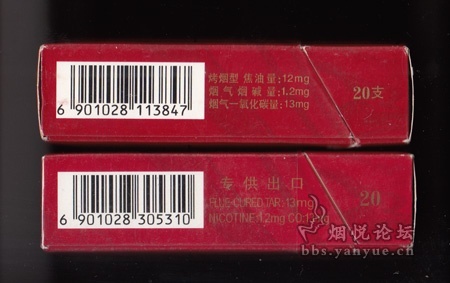 烤烟型 焦油量：12mg
烟气烟碱量：1.2mg
烟气一氧化碳量：13mg
20支
乙
6 901028 113847
专供出口
FLUE-CURED,TAR:13mg
NICOTINE:1.2mg CO:13mg
20
6 901028 305310
烟悦论坛
bbs.yanyue.cn